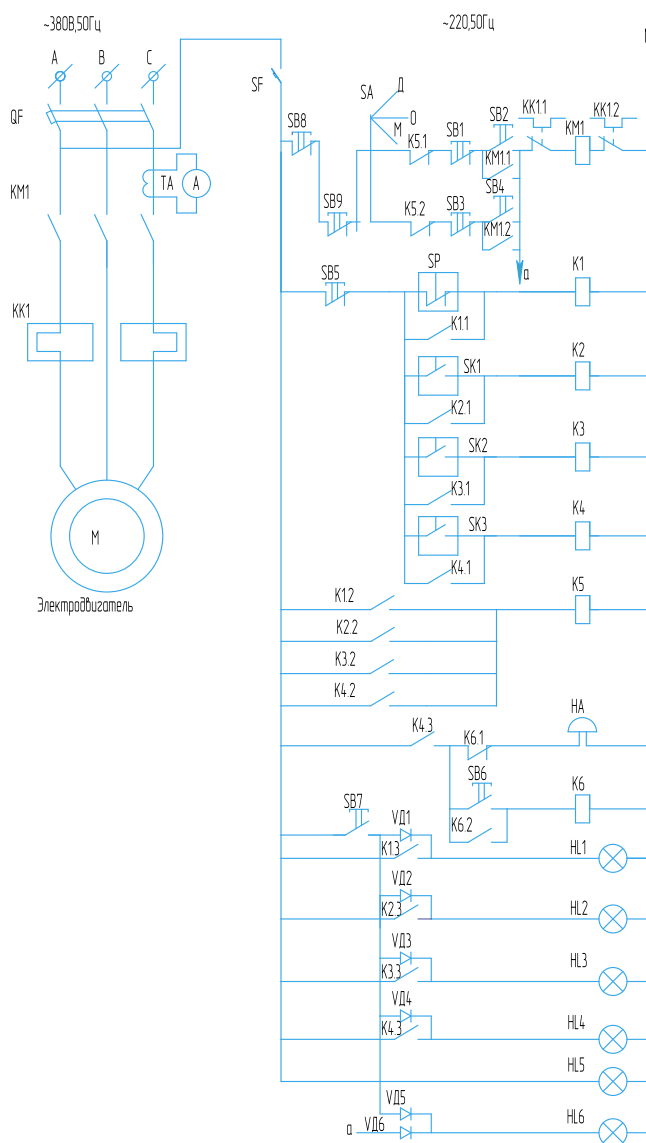 ~380В,50Гц
~220,50Гц
A
B
C
SF
SA
Д
О
М
QF
SB8
K5.1
SB1
SB2
KK1.1
KM1
KK1.2
KM1.1
KM1
TA
A
SB9
K5.2
SB3
SB4
KM1.2
SB5
SP
a
K1
KK1
K1.1
SK1
K2
K2.1
SK2
K3
K3.1
SK3
K4
M
K4.1
Электродвигатель
K1.2
K5
K2.2
K3.2
K4.2
K4.3
K6.1
HA
SB6
K6
SB7
VД1
K6.2
K1.3
HL1
VД2
K2.3
HL2
VД3
K3.3
HL3
VД4
K4.3
HL4
HL5
VД5
a
VД6
HL6